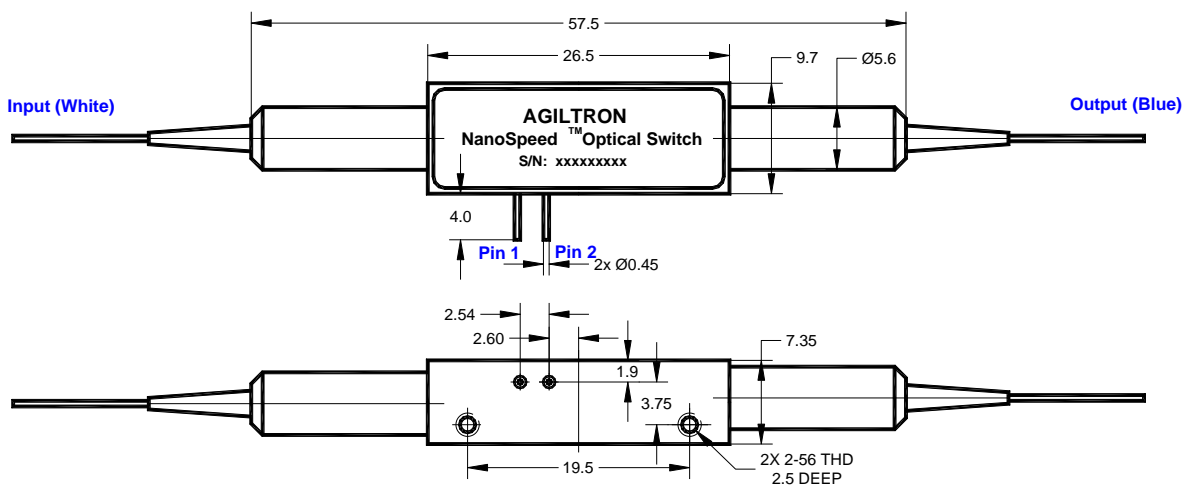 57.5
26.5
9.7
Ø5.6
Input (White)
Output (Blue)
AGILTRON
NanoSpeed ™Optical Switch
S/N: xxxxxxxxx
4.0
Pin 1
Pin 2
2x Ø0.45
2.54
2.60
7.35
1.9
3.75
19.5
2X 2-56 THD
2.5 DEEP